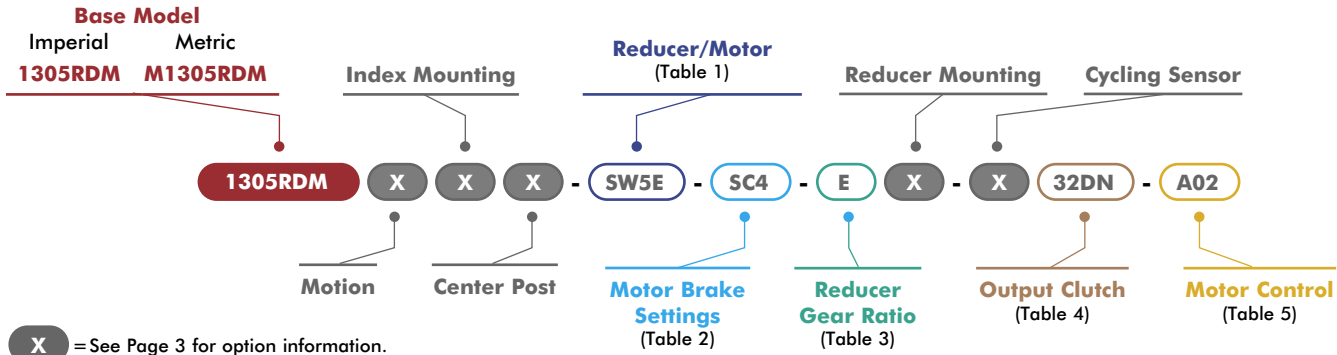 Base Model
Imperial Metric
1305RDM M1305RDM
Index Mounting
Reducer/Motor
(Table 1)
Reducer Mounting
Cycling Sensor
1305RDM X X X - SW5E - SC4 - E X - X 32DN - A02
Motion
Center Post
Motor Brake
Settings
(Table 2)
Reducer
Gear Ratio
(Table 3)
Output Clutch
(Table 4)
Motor Control
(Table 5)
X = See Page 3 for option information.